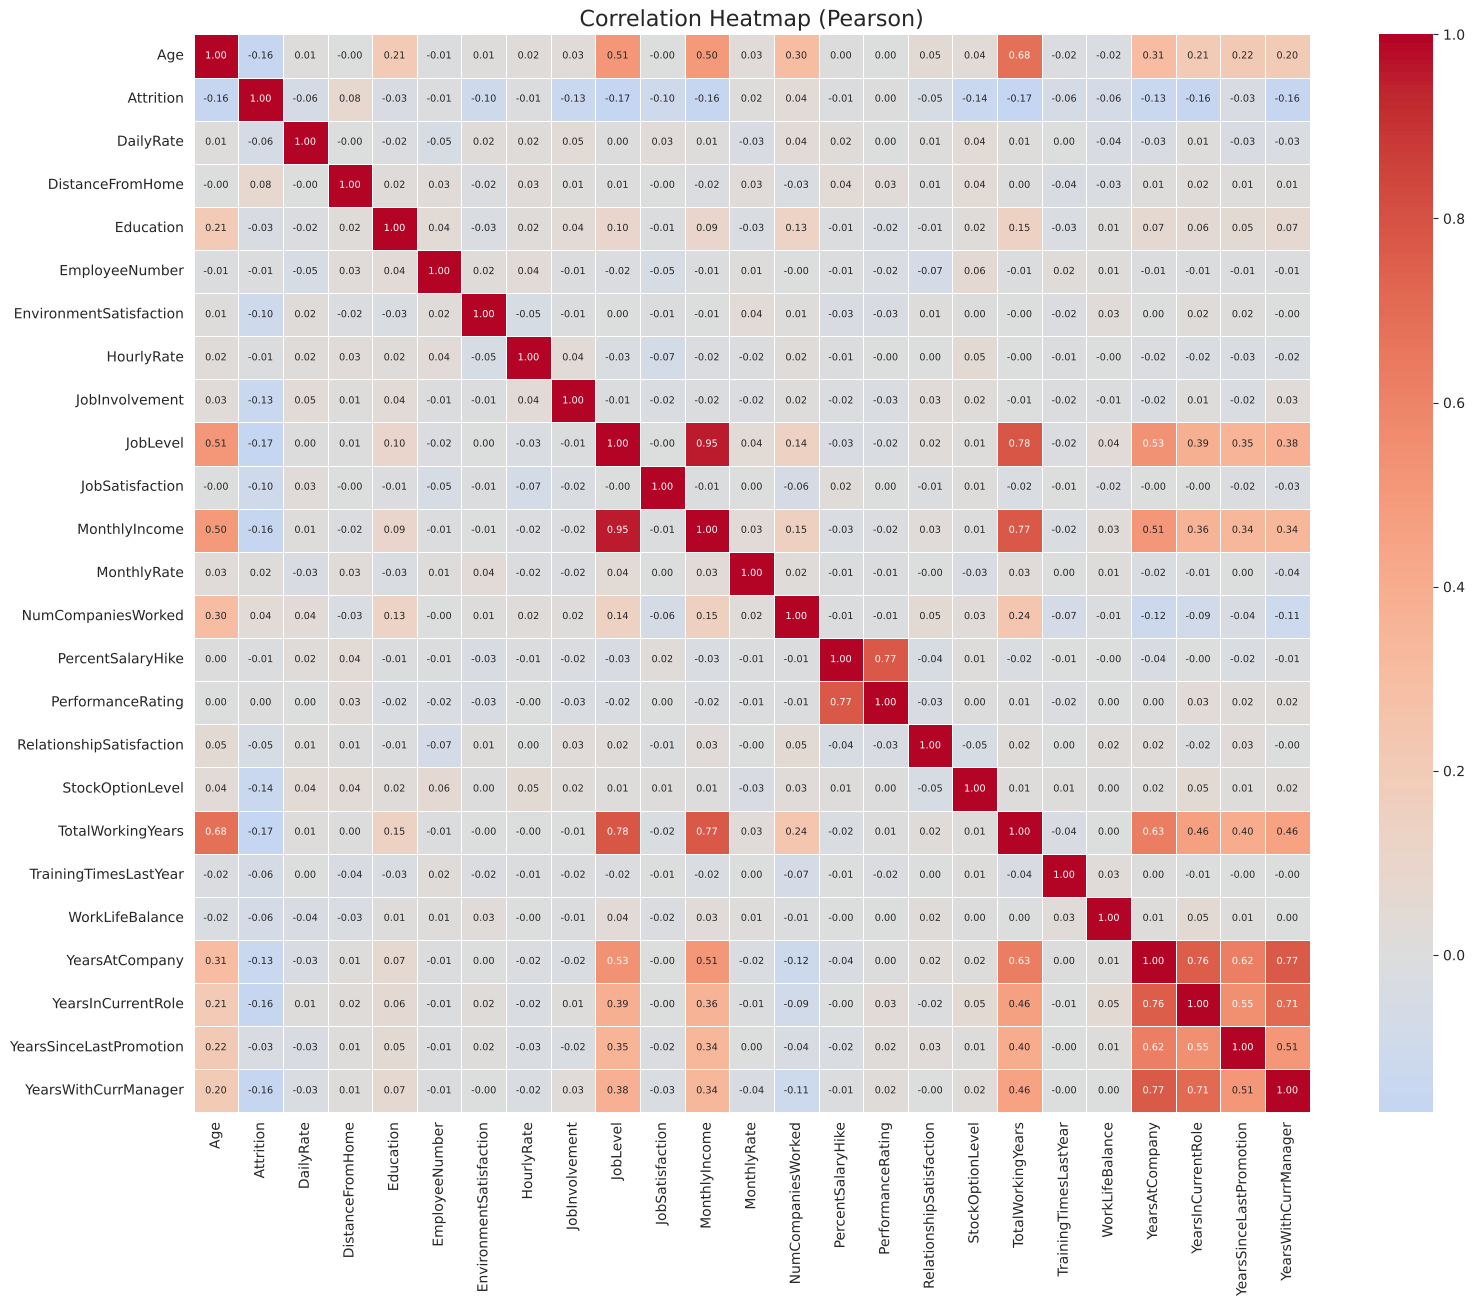 Correlation Heatmap (Pearson)
Age 1.00 -0.16 0.01 -0.00 0.21 -0.01 0.01 0.02 0.03 0.51 -0.00 0.50 0.03 0.30 0.00 0.00 0.05 0.04 0.68 -0.02 -0.02 0.31 0.21 0.22 0.20
Attrition -0.16 1.00 -0.06 0.08 -0.03 -0.01 -0.10 -0.01 -0.13 -0.17 -0.10 -0.16 0.02 0.04 -0.01 0.00 -0.05 -0.14 -0.17 -0.06 -0.06 -0.13 -0.16 -0.03 -0.16
DailyRate 0.01 -0.06 1.00 -0.00 -0.02 -0.05 0.02 0.02 0.05 0.00 0.03 0.01 -0.03 0.04 0.02 0.00 0.01 0.04 0.01 0.00 -0.04 -0.03 0.01 -0.03 -0.03
DistanceFromHome -0.00 0.08 -0.00 1.00 0.02 0.03 -0.02 0.03 0.01 0.01 -0.00 -0.02 0.03 -0.03 0.04 0.03 0.01 0.04 0.00 -0.04 -0.03 0.01 0.02 0.01 0.01
Education 0.21 -0.03 -0.02 0.02 1.00 0.04 -0.03 0.02 0.04 0.10 -0.01 0.09 -0.03 0.13 -0.01 -0.02 -0.01 0.02 0.15 -0.03 0.01 0.07 0.06 0.05 0.07
EmployeeNumber -0.01 -0.01 -0.05 0.03 0.04 1.00 0.02 0.04 -0.01 -0.02 -0.05 -0.01 0.01 -0.00 -0.01 -0.02 -0.07 0.06 -0.01 0.02 0.01 -0.01 -0.01 -0.01 -0.01
EnvironmentSatisfaction 0.01 -0.10 0.02 -0.02 -0.03 0.02 1.00 -0.05 -0.01 0.00 -0.01 -0.01 0.04 0.01 -0.03 -0.03 0.01 0.00 -0.00 -0.02 0.03 0.00 0.02 0.02 -0.00
HourlyRate 0.02 -0.01 0.02 0.03 0.02 0.04 -0.05 1.00 0.04 -0.03 -0.07 -0.02 -0.02 0.02 -0.01 -0.00 0.00 0.05 -0.00 -0.01 -0.00 -0.02 -0.02 -0.03 -0.02
JobInvolvement 0.03 -0.13 0.05 0.01 0.04 -0.01 -0.01 0.04 1.00 -0.01 -0.02 -0.02 -0.02 0.02 -0.02 -0.03 0.03 0.02 -0.01 -0.02 -0.01 -0.02 0.01 -0.02 0.03
JobLevel 0.51 -0.17 0.00 0.01 0.10 -0.02 0.00 -0.03 -0.01 1.00 -0.00 0.95 0.04 0.14 -0.03 -0.02 0.02 0.01 0.78 -0.02 0.04 0.53 0.39 0.35 0.38
JobSatisfaction -0.00 -0.10 0.03 -0.00 -0.01 -0.05 -0.01 -0.07 -0.02 -0.00 1.00 -0.01 0.00 -0.06 0.02 0.00 -0.01 0.01 -0.02 -0.01 -0.02 -0.00 -0.00 -0.02 -0.03
MonthlyIncome 0.50 -0.16 0.01 -0.02 0.09 -0.01 -0.01 -0.02 -0.02 0.95 -0.01 1.00 0.03 0.15 -0.03 -0.02 0.03 0.01 0.77 -0.02 0.03 0.51 0.36 0.34 0.34
MonthlyRate 0.03 0.02 -0.03 0.03 -0.03 0.01 0.04 -0.02 -0.02 0.04 0.00 0.03 1.00 0.02 -0.01 -0.01 -0.00 -0.03 0.03 0.00 0.01 -0.02 -0.01 0.00 -0.04
NumCompaniesWorked 0.30 0.04 0.04 -0.03 0.13 -0.00 0.01 0.02 0.02 0.14 -0.06 0.15 0.02 1.00 -0.01 -0.01 0.05 0.03 0.24 -0.07 -0.01 -0.12 -0.09 -0.04 -0.11
PercentSalaryHike 0.00 -0.01 0.02 0.04 -0.01 -0.01 -0.03 -0.01 -0.02 -0.03 0.02 -0.03 -0.01 -0.01 1.00 0.77 -0.04 0.01 -0.02 -0.01 -0.00 -0.04 -0.00 -0.02 -0.01
PerformanceRating 0.00 0.00 0.00 0.03 -0.02 -0.02 -0.03 -0.00 -0.03 -0.02 0.00 -0.02 -0.01 -0.01 0.77 1.00 -0.03 0.00 0.01 -0.02 0.00 0.00 0.03 0.02 0.02
RelationshipSatisfaction 0.05 -0.05 0.01 0.01 -0.01 -0.07 0.01 0.00 0.03 0.02 -0.01 0.03 -0.00 0.05 -0.04 -0.03 1.00 -0.05 0.02 0.00 0.02 0.02 -0.02 0.03 -0.00
StockOptionLevel 0.04 -0.14 0.04 0.04 0.02 0.06 0.00 0.05 0.02 0.01 0.01 0.01 -0.03 0.03 0.01 0.00 -0.05 1.00 0.01 0.01 0.00 0.02 0.05 0.01 0.02
TotalWorkingYears 0.68 -0.17 0.01 0.00 0.15 -0.01 -0.00 -0.00 -0.01 0.78 -0.02 0.77 0.03 0.24 -0.02 0.01 0.02 0.01 1.00 -0.04 0.00 0.63 0.46 0.40 0.46
TrainingTimesLastYear -0.02 -0.06 0.00 -0.04 -0.03 0.02 -0.02 -0.01 -0.02 -0.02 -0.01 -0.02 0.00 -0.07 -0.01 -0.02 0.00 0.01 -0.04 1.00 0.03 0.00 -0.01 -0.00 -0.00
WorkLifeBalance -0.02 -0.06 -0.04 -0.03 0.01 0.01 0.03 -0.00 -0.01 0.04 -0.02 0.03 0.01 -0.01 -0.00 0.00 0.02 0.00 0.00 0.03 1.00 0.01 0.05 0.01 0.00
YearsAtCompany 0.31 -0.13 -0.03 0.01 0.07 -0.01 0.00 -0.02 -0.02 0.53 -0.00 0.51 -0.02 -0.12 -0.04 0.00 0.02 0.02 0.63 0.00 0.01 1.00 0.76 0.62 0.77
YearsInCurrentRole 0.21 -0.16 0.01 0.02 0.06 -0.01 0.02 -0.02 0.01 0.39 -0.00 0.36 -0.01 -0.09 -0.00 0.03 -0.02 0.05 0.46 -0.01 0.05 0.76 1.00 0.55 0.71
YearsSinceLastPromotion 0.22 -0.03 -0.03 0.01 0.05 -0.01 0.02 -0.03 -0.02 0.35 -0.02 0.34 0.00 -0.04 -0.02 0.02 0.03 0.01 0.40 -0.00 0.01 0.62 0.55 1.00 0.51
YearsWithCurrManager 0.20 -0.16 -0.03 0.01 0.07 -0.01 -0.00 -0.02 0.03 0.38 -0.03 0.34 -0.04 -0.11 -0.01 0.02 -0.00 0.02 0.46 -0.00 0.00 0.77 0.71 0.51 1.00
Age
Attrition
DailyRate
DistanceFromHome
Education
EmployeeNumber
EnvironmentSatisfaction
HourlyRate
JobInvolvement
JobLevel
JobSatisfaction
MonthlyIncome
MonthlyRate
NumCompaniesWorked
PercentSalaryHike
PerformanceRating
RelationshipSatisfaction
StockOptionLevel
TotalWorkingYears
TrainingTimesLastYear
WorkLifeBalance
YearsAtCompany
YearsInCurrentRole
YearsSinceLastPromotion
YearsWithCurrManager
1.0
0.8
0.6
0.4
0.2
0.0